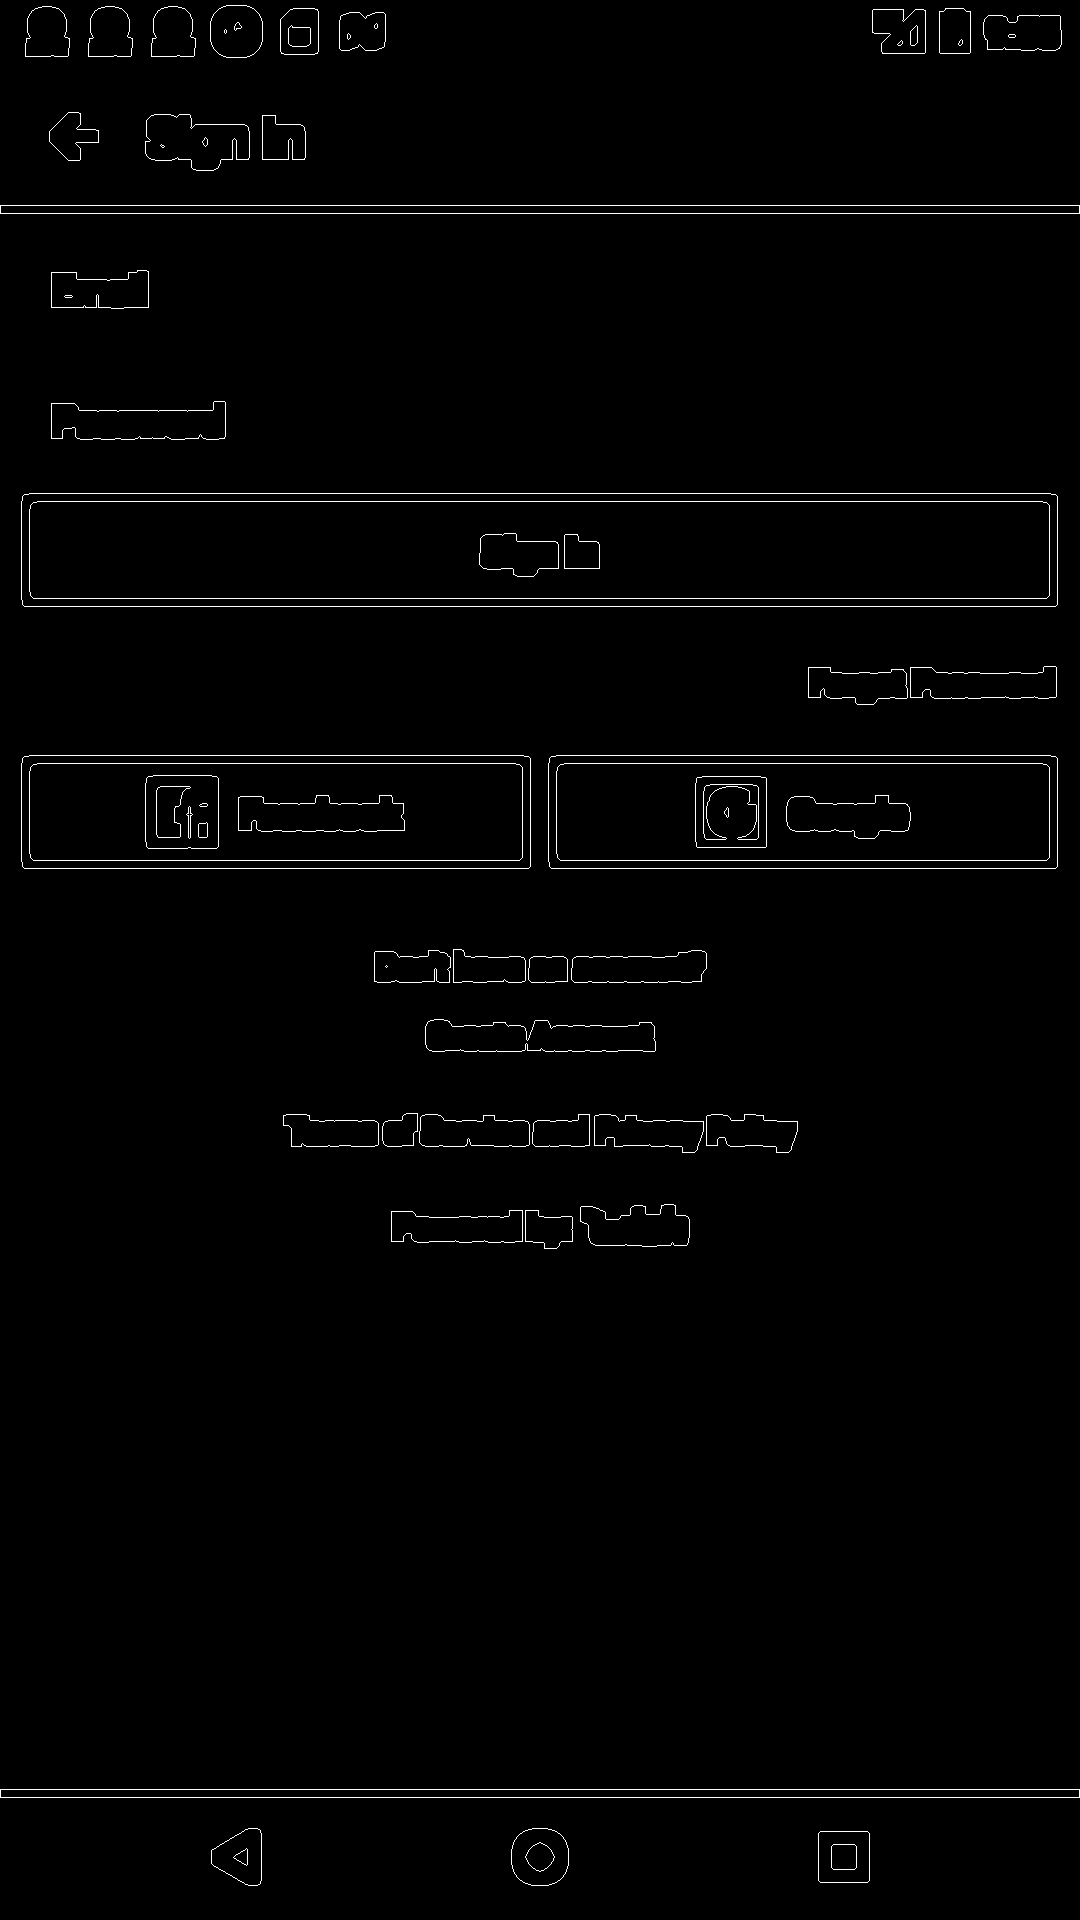 Sign In
Email
Password
Sign In
Forgot Password
Facebook
Google
Don't have an account?
Create Account
Terms of Service and Privacy Policy
Powered by